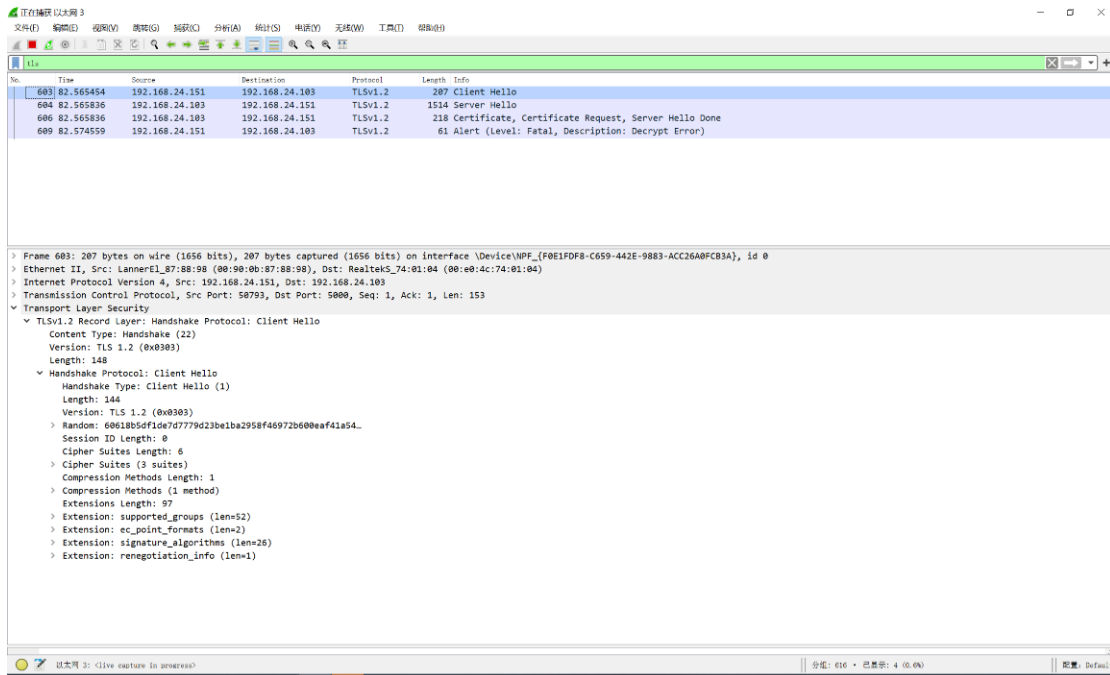 正在捕获 以太网 3
文件(F) 编辑(E) 视图(V) 跳转(G) 捕获(C) 分析(A) 统计(S) 电话(Y) 无线(W) 工具(T) 帮助(H)
tls
No. Time Source Destination Protocol Length Info
603 82.565454 192.168.24.151 192.168.24.103 TLSv1.2 207 Client Hello
604 82.565836 192.168.24.103 192.168.24.151 TLSv1.2 1514 Server Hello
606 82.565836 192.168.24.103 192.168.24.151 TLSv1.2 218 Certificate, Certificate Request, Server Hello Done
609 82.574559 192.168.24.151 192.168.24.103 TLSv1.2 61 Alert (Level: Fatal, Description: Decrypt Error)
Frame 603: 207 bytes on wire (1656 bits), 207 bytes captured (1656 bits) on interface \Device\NPF_{F0E1FDF8-C659-442E-9883-ACC26A0FCB3A}, id 0
Ethernet II, Src: LannerEl_87:88:98 (00:90:0b:87:88:98), Dst: RealtekS_74:01:04 (00:e0:4c:74:01:04)
Internet Protocol Version 4, Src: 192.168.24.151, Dst: 192.168.24.103
Transmission Control Protocol, Src Port: 50793, Dst Port: 5000, Seq: 1, Ack: 1, Len: 153
Transport Layer Security
TLSv1.2 Record Layer: Handshake Protocol: Client Hello
Content Type: Handshake (22)
Version: TLS 1.2 (0x0303)
Length: 148
Handshake Protocol: Client Hello
Handshake Type: Client Hello (1)
Length: 144
Version: TLS 1.2 (0x0303)
Random: 60618b5df1de7d7779d23be1ba2958f46972b600eaf41a54…
Session ID Length: 0
Cipher Suites Length: 6
Cipher Suites (3 suites)
Compression Methods Length: 1
Compression Methods (1 method)
Extensions Length: 97
Extension: supported_groups (len=52)
Extension: ec_point_formats (len=2)
Extension: signature_algorithms (len=26)
Extension: renegotiation_info (len=1)
以太网 3: <live capture in progress> 分组: 616 · 已显示: 4 (0.6%) 配置: Defaul